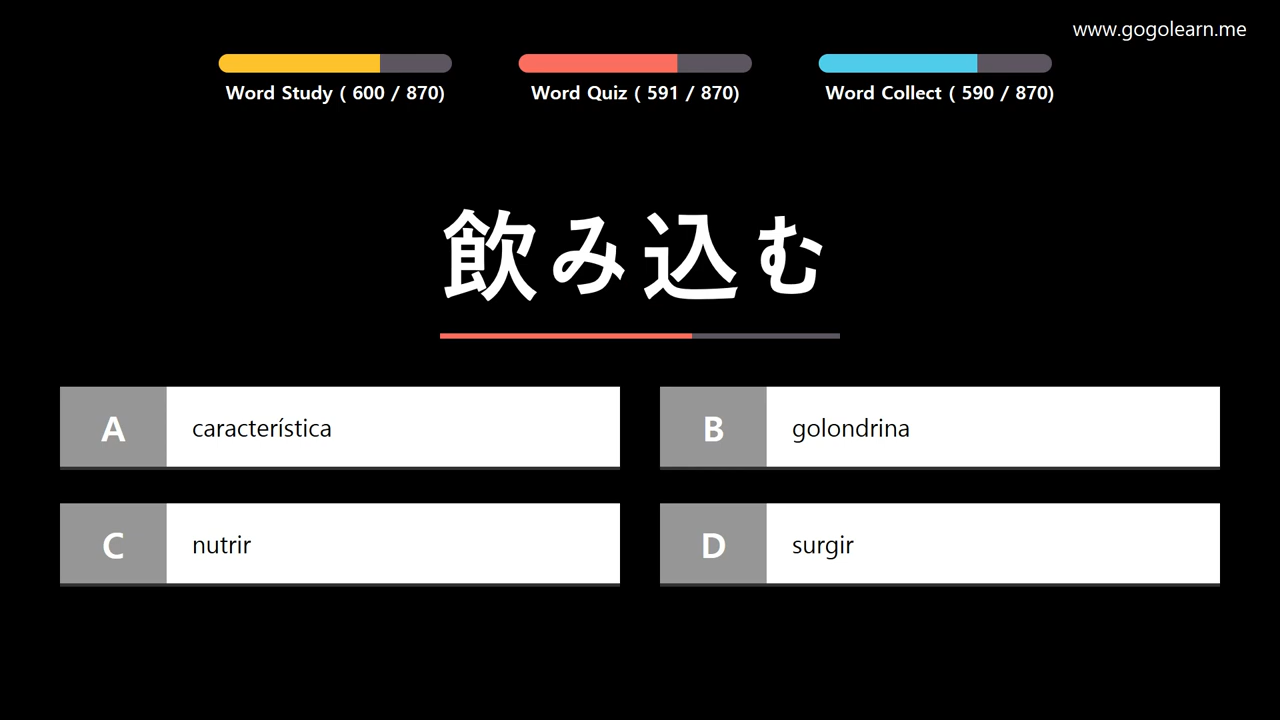 www.gogolearn.me
Word Study ( 600 / 870)
Word Quiz ( 591 / 870)
Word Collect ( 590 / 870)
飲み込む
A característica
B golondrina
C nutrir
D surgir